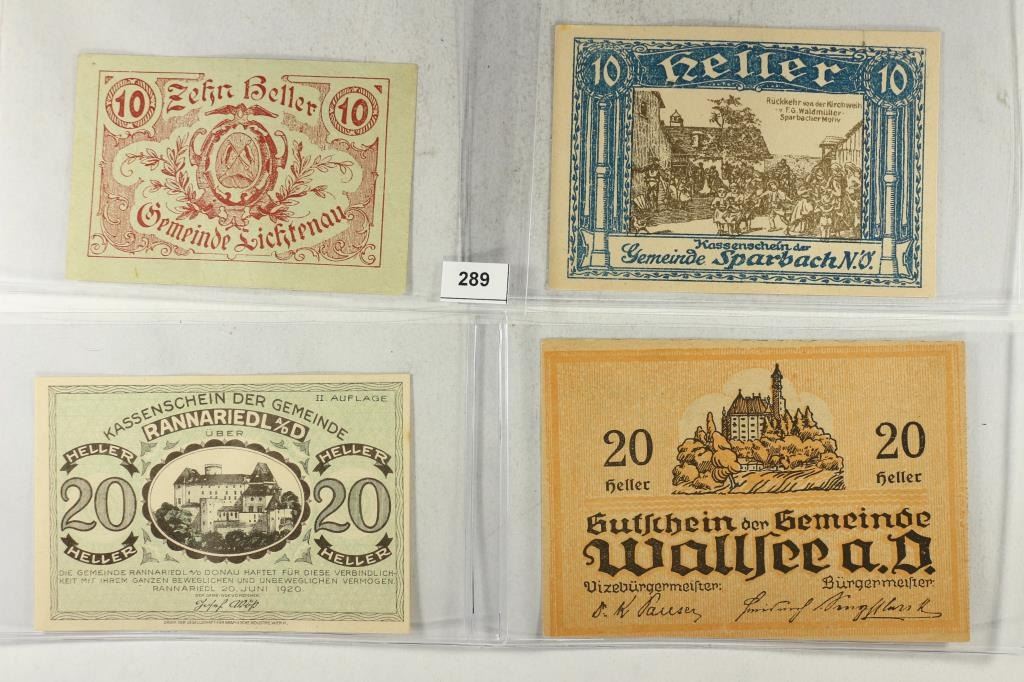 10 Zehn Heller 10
Gemeinde Lichtenau
10 Heller 10
Rückkehr von der Kirchweih
v. F.G. Waldmüller
Sparbacher Motiv
Kassenschein der
Gemeinde Sparbach N.Ö.
289
II. AUFLAGE
KASSENSCHEIN DER GEMEINDE
RANNARIEDL A/D
ÜBER
HELLER HELLER
20 20
HELLER HELLER
DIE GEMEINDE RANNARIEDL A/D DONAU HAFTET FÜR DIESE VERBINDLICH-
KEIT MIT IHREM GANZEN BEWEGLICHEN UND UNBEWEGLICHEN VERMÖGEN.
RANNARIEDL 20. JUNI 1920.
DER GEMEINDEVORSTEHER
20 20
Heller Heller
Gutschein der Gemeinde
Wallsee a. D.
Vizebürgermeister: Bürgermeister: